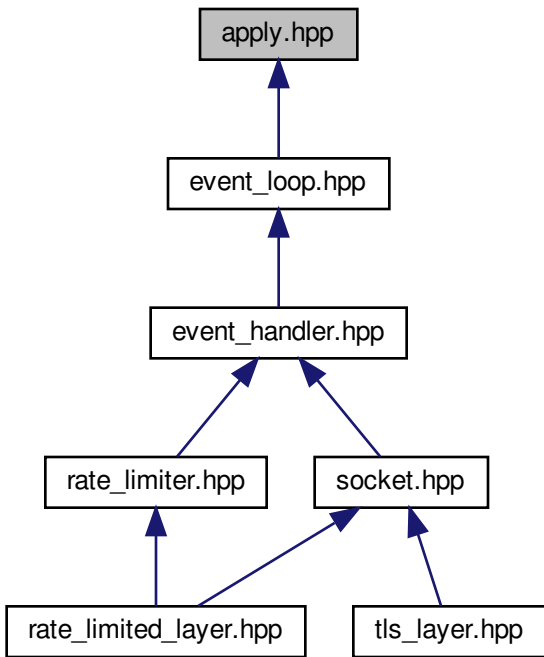 apply.hpp
event_loop.hpp
event_handler.hpp
rate_limiter.hpp
socket.hpp
rate_limited_layer.hpp
tls_layer.hpp